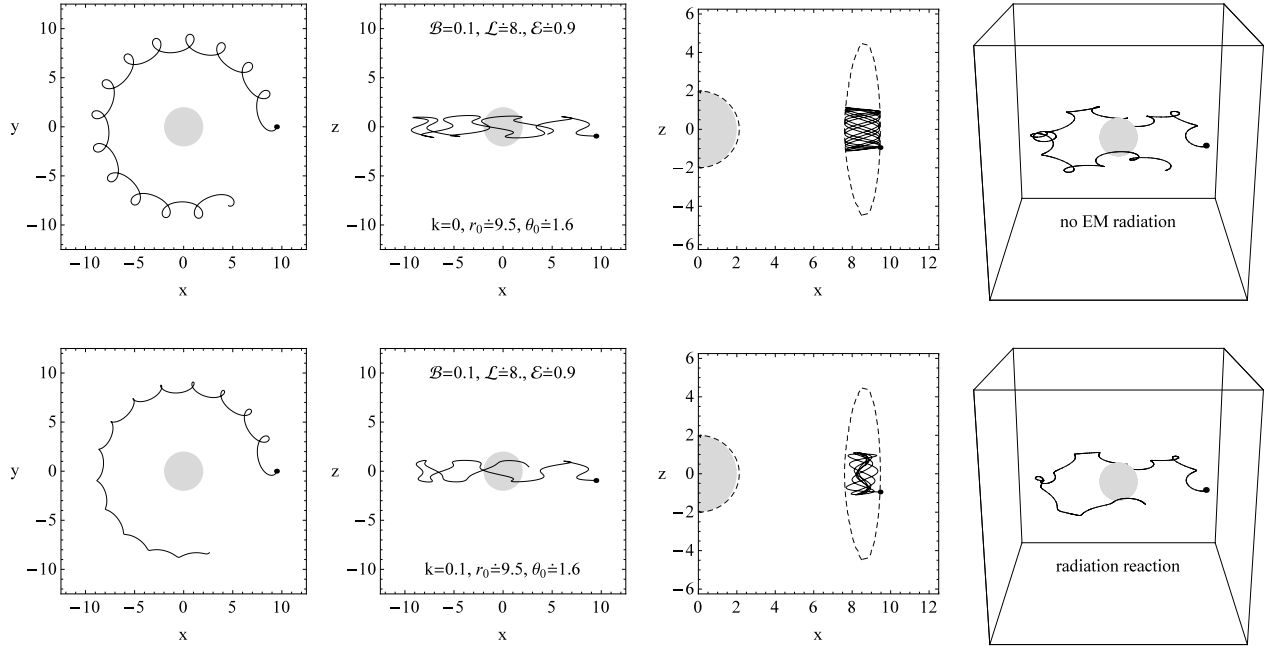 10
5
0
−5
−10
y
−10 −5 0 5 10
x
ℬ=0.1, ℒ≐8., ℰ≐0.9
k=0, r₀≐9.5, θ₀≐1.6
10
5
0
−5
−10
z
−10 −5 0 5 10
x
6
4
2
0
−2
−4
−6
z
0 2 4 6 8 10 12
x
no EM radiation
10
5
0
−5
−10
y
−10 −5 0 5 10
x
ℬ=0.1, ℒ≐8., ℰ≐0.9
k=0.1, r₀≐9.5, θ₀≐1.6
10
5
0
−5
−10
z
−10 −5 0 5 10
x
6
4
2
0
−2
−4
−6
z
0 2 4 6 8 10 12
x
radiation reaction